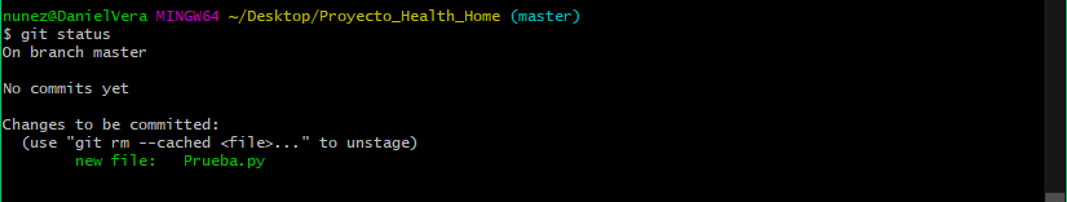 nunez@DanielVera MINGW64 ~/Desktop/Proyecto_Health_Home (master)
$ git status
On branch master
No commits yet
Changes to be committed:
(use "git rm --cached <file>..." to unstage)
new file: Prueba.py